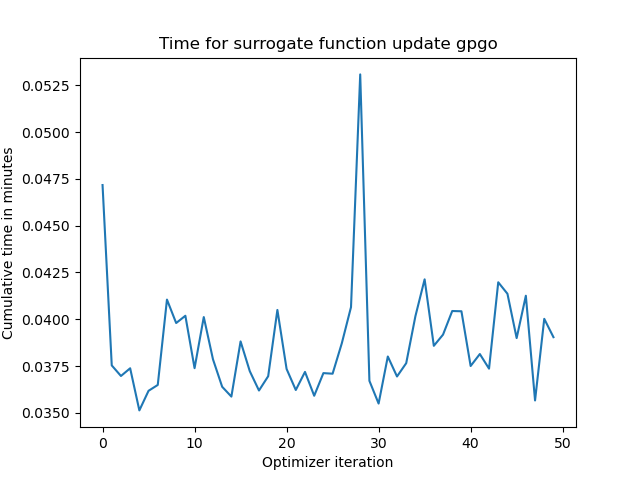 Time for surrogate function update gpgo
Cumulative time in minutes
0.0525
0.0500
0.0475
0.0450
0.0425
0.0400
0.0375
0.0350
0 10 20 30 40 50
Optimizer iteration